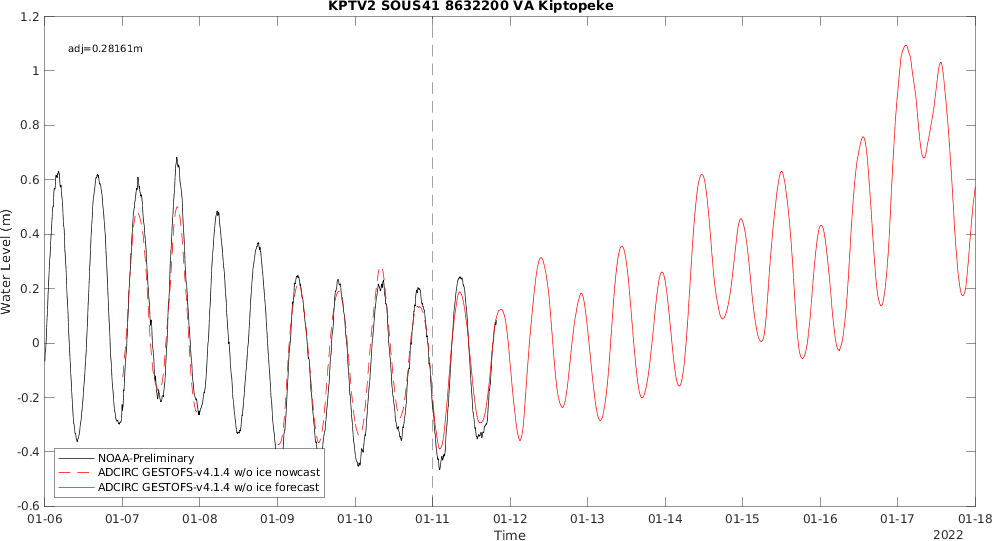 KPTV2 SOUS41 8632200 VA Kiptopeke
adj=0.28161m
Water Level (m)
1.2
1
0.8
0.6
0.4
0.2
0
-0.2
-0.4
-0.6
NOAA-Preliminary
ADCIRC GESTOFS-v4.1.4 w/o ice nowcast
ADCIRC GESTOFS-v4.1.4 w/o ice forecast
01-06 01-07 01-08 01-09 01-10 01-11 01-12 01-13 01-14 01-15 01-16 01-17 01-18
Time
2022